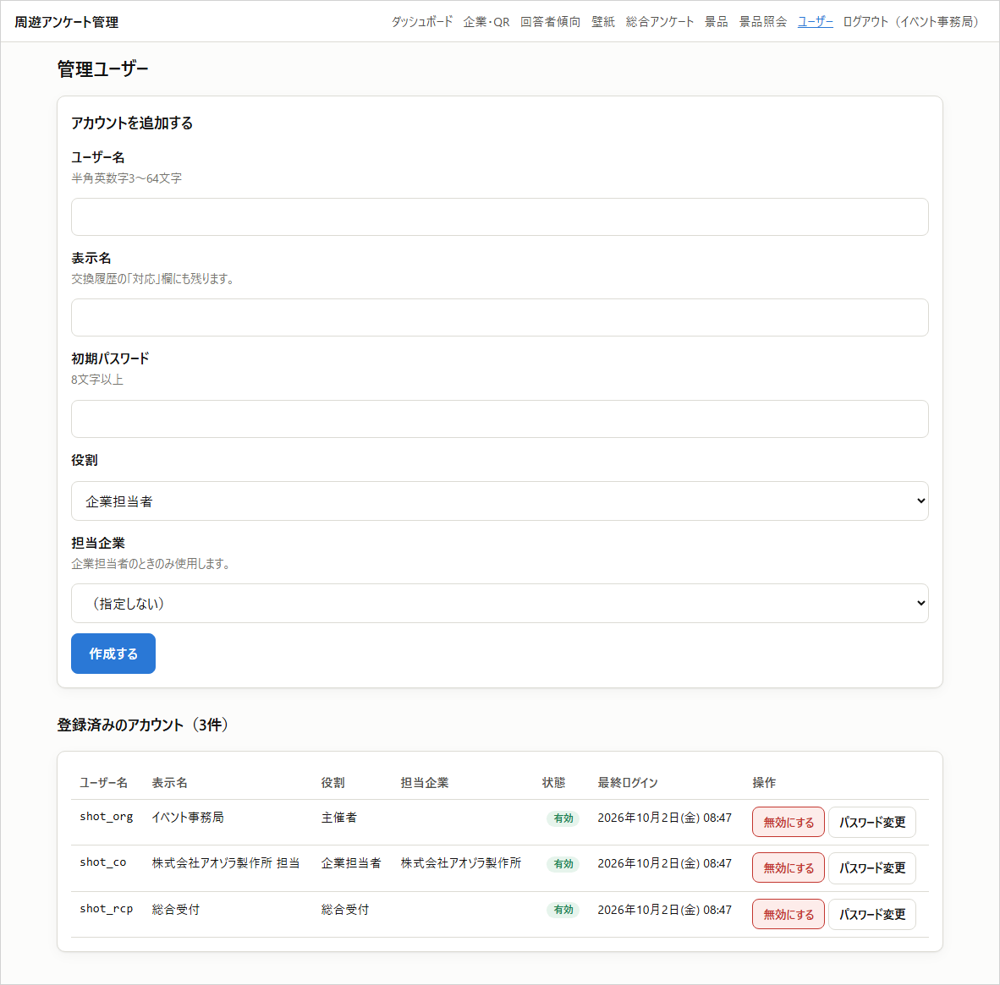 周遊アンケート管理
ダッシュボード 企業・QR 回答者傾向 壁紙 総合アンケート 景品 景品照会 ユーザー ログアウト（イベント事務局）
管理ユーザー
アカウントを追加する
ユーザー名
半角英数字3〜64文字
表示名
交換履歴の「対応」欄にも残ります。
初期パスワード
8文字以上
役割
企業担当者
担当企業
企業担当者のときのみ使用します。
（指定しない）
作成する
登録済みのアカウント（3件）
ユーザー名 表示名 役割 担当企業 状態 最終ログイン 操作
shot_org イベント事務局 主催者 有効 2026年10月2日(金) 08:47 無効にする パスワード変更
shot_co 株式会社アオゾラ製作所 担当 企業担当者 株式会社アオゾラ製作所 有効 2026年10月2日(金) 08:47 無効にする パスワード変更
shot_rcp 総合受付 総合受付 有効 2026年10月2日(金) 08:47 無効にする パスワード変更